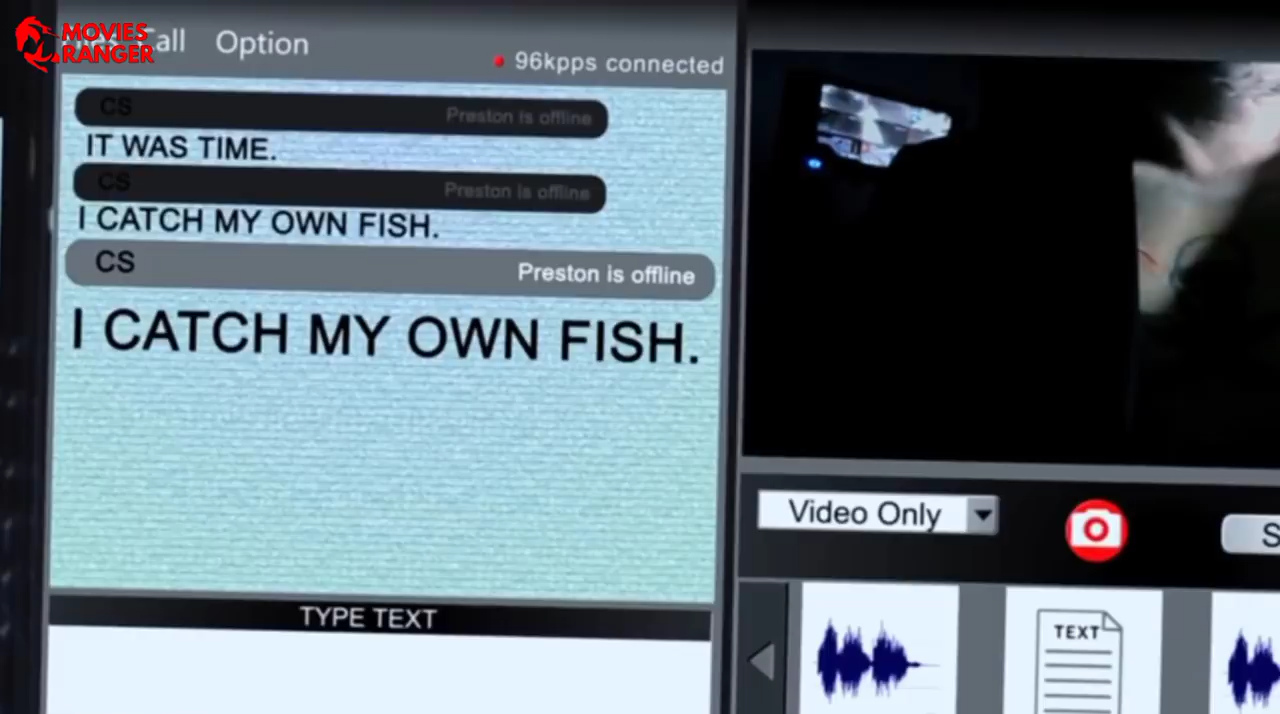 MOVIES
RANGER
Call Option
96kpps connected
CS Preston is offline
IT WAS TIME.
CS Preston is offline
I CATCH MY OWN FISH.
CS Preston is offline
I CATCH MY OWN FISH.
Video Only
TYPE TEXT
TEXT